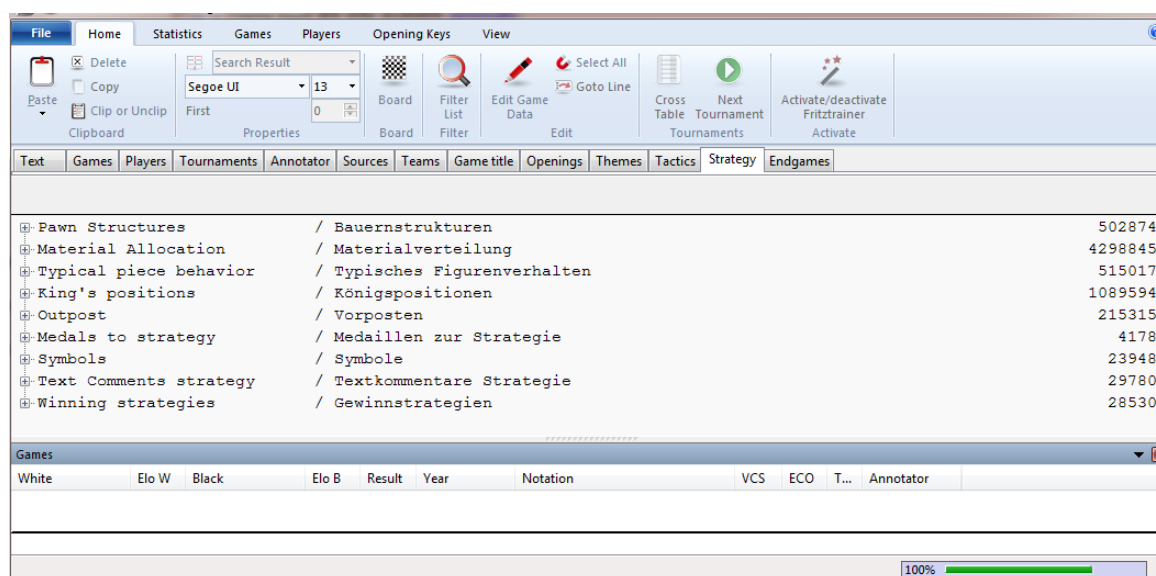 File Home Statistics Games Players Opening Keys View
Delete Search Result Select All
Copy Segoe UI 13 Goto Line
Paste Clip or Unclip First 0 Board Filter List Edit Game Data Cross Table Next Tournament Activate/deactivate Fritztrainer
Clipboard Properties Board Filter Edit Tournaments Activate
Text Games Players Tournaments Annotator Sources Teams Game title Openings Themes Tactics Strategy Endgames
Pawn Structures / Bauernstrukturen 502874
Material Allocation / Materialverteilung 4298845
Typical piece behavior / Typisches Figurenverhalten 515017
King's positions / Königspositionen 1089594
Outpost / Vorposten 215315
Medals to strategy / Medaillen zur Strategie 4178
Symbols / Symbole 23948
Text Comments strategy / Textkommentare Strategie 29780
Winning strategies / Gewinnstrategien 28530
Games
White Elo W Black Elo B Result Year Notation VCS ECO T... Annotator
100%